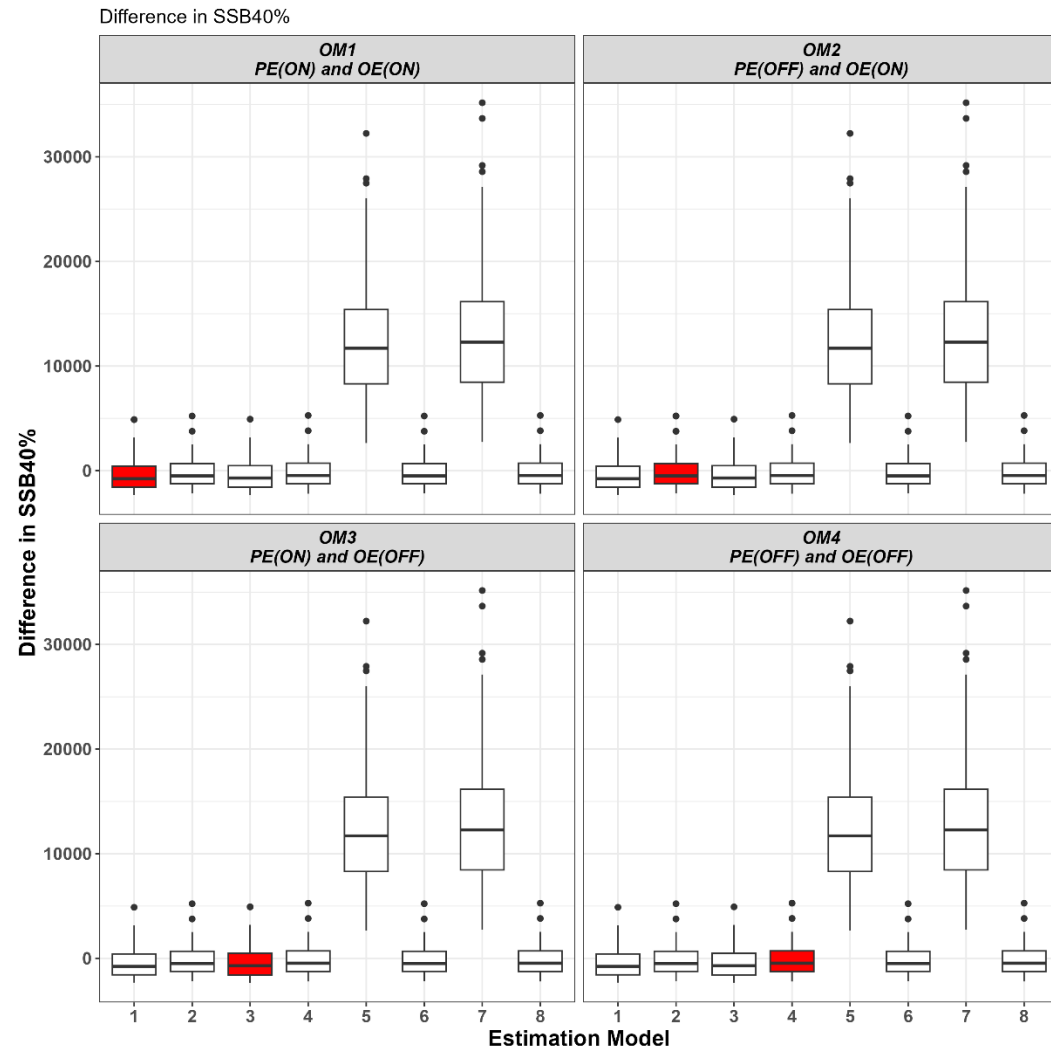 Difference in SSB40%
OM1
PE(ON) and OE(ON)
OM2
PE(OFF) and OE(ON)
30000
20000
10000
0
OM3
PE(ON) and OE(OFF)
OM4
PE(OFF) and OE(OFF)
30000
20000
10000
0
Difference in SSB40%
1 2 3 4 5 6 7 8
1 2 3 4 5 6 7 8
Estimation Model